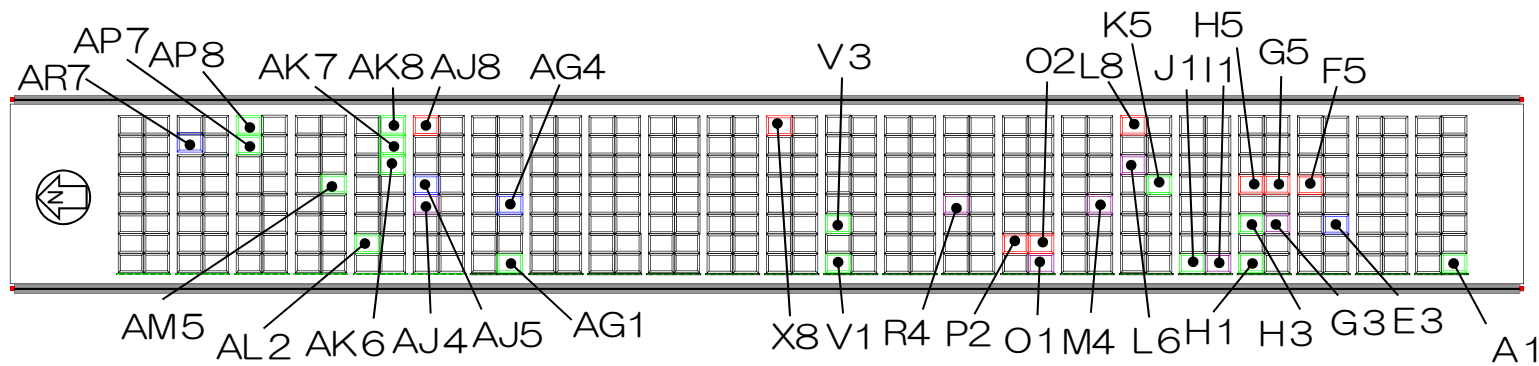 K5 H5
AP7 AP8 V3 O2 L8 J1 I1 G5 F5
AR7 AK7 AK8 AJ8 AG4
N
AM5 AL2 AK6 AJ4 AJ5 AG1 X8 V1 R4 P2 O1 M4 L6 H1 H3 G3 E3 A1